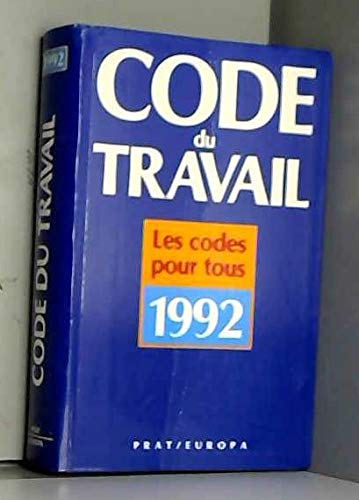 CODE
du
TRAVAIL
Les codes
pour tous
1992
PRAT/EUROPA
1992
CODE DU TRAVAIL